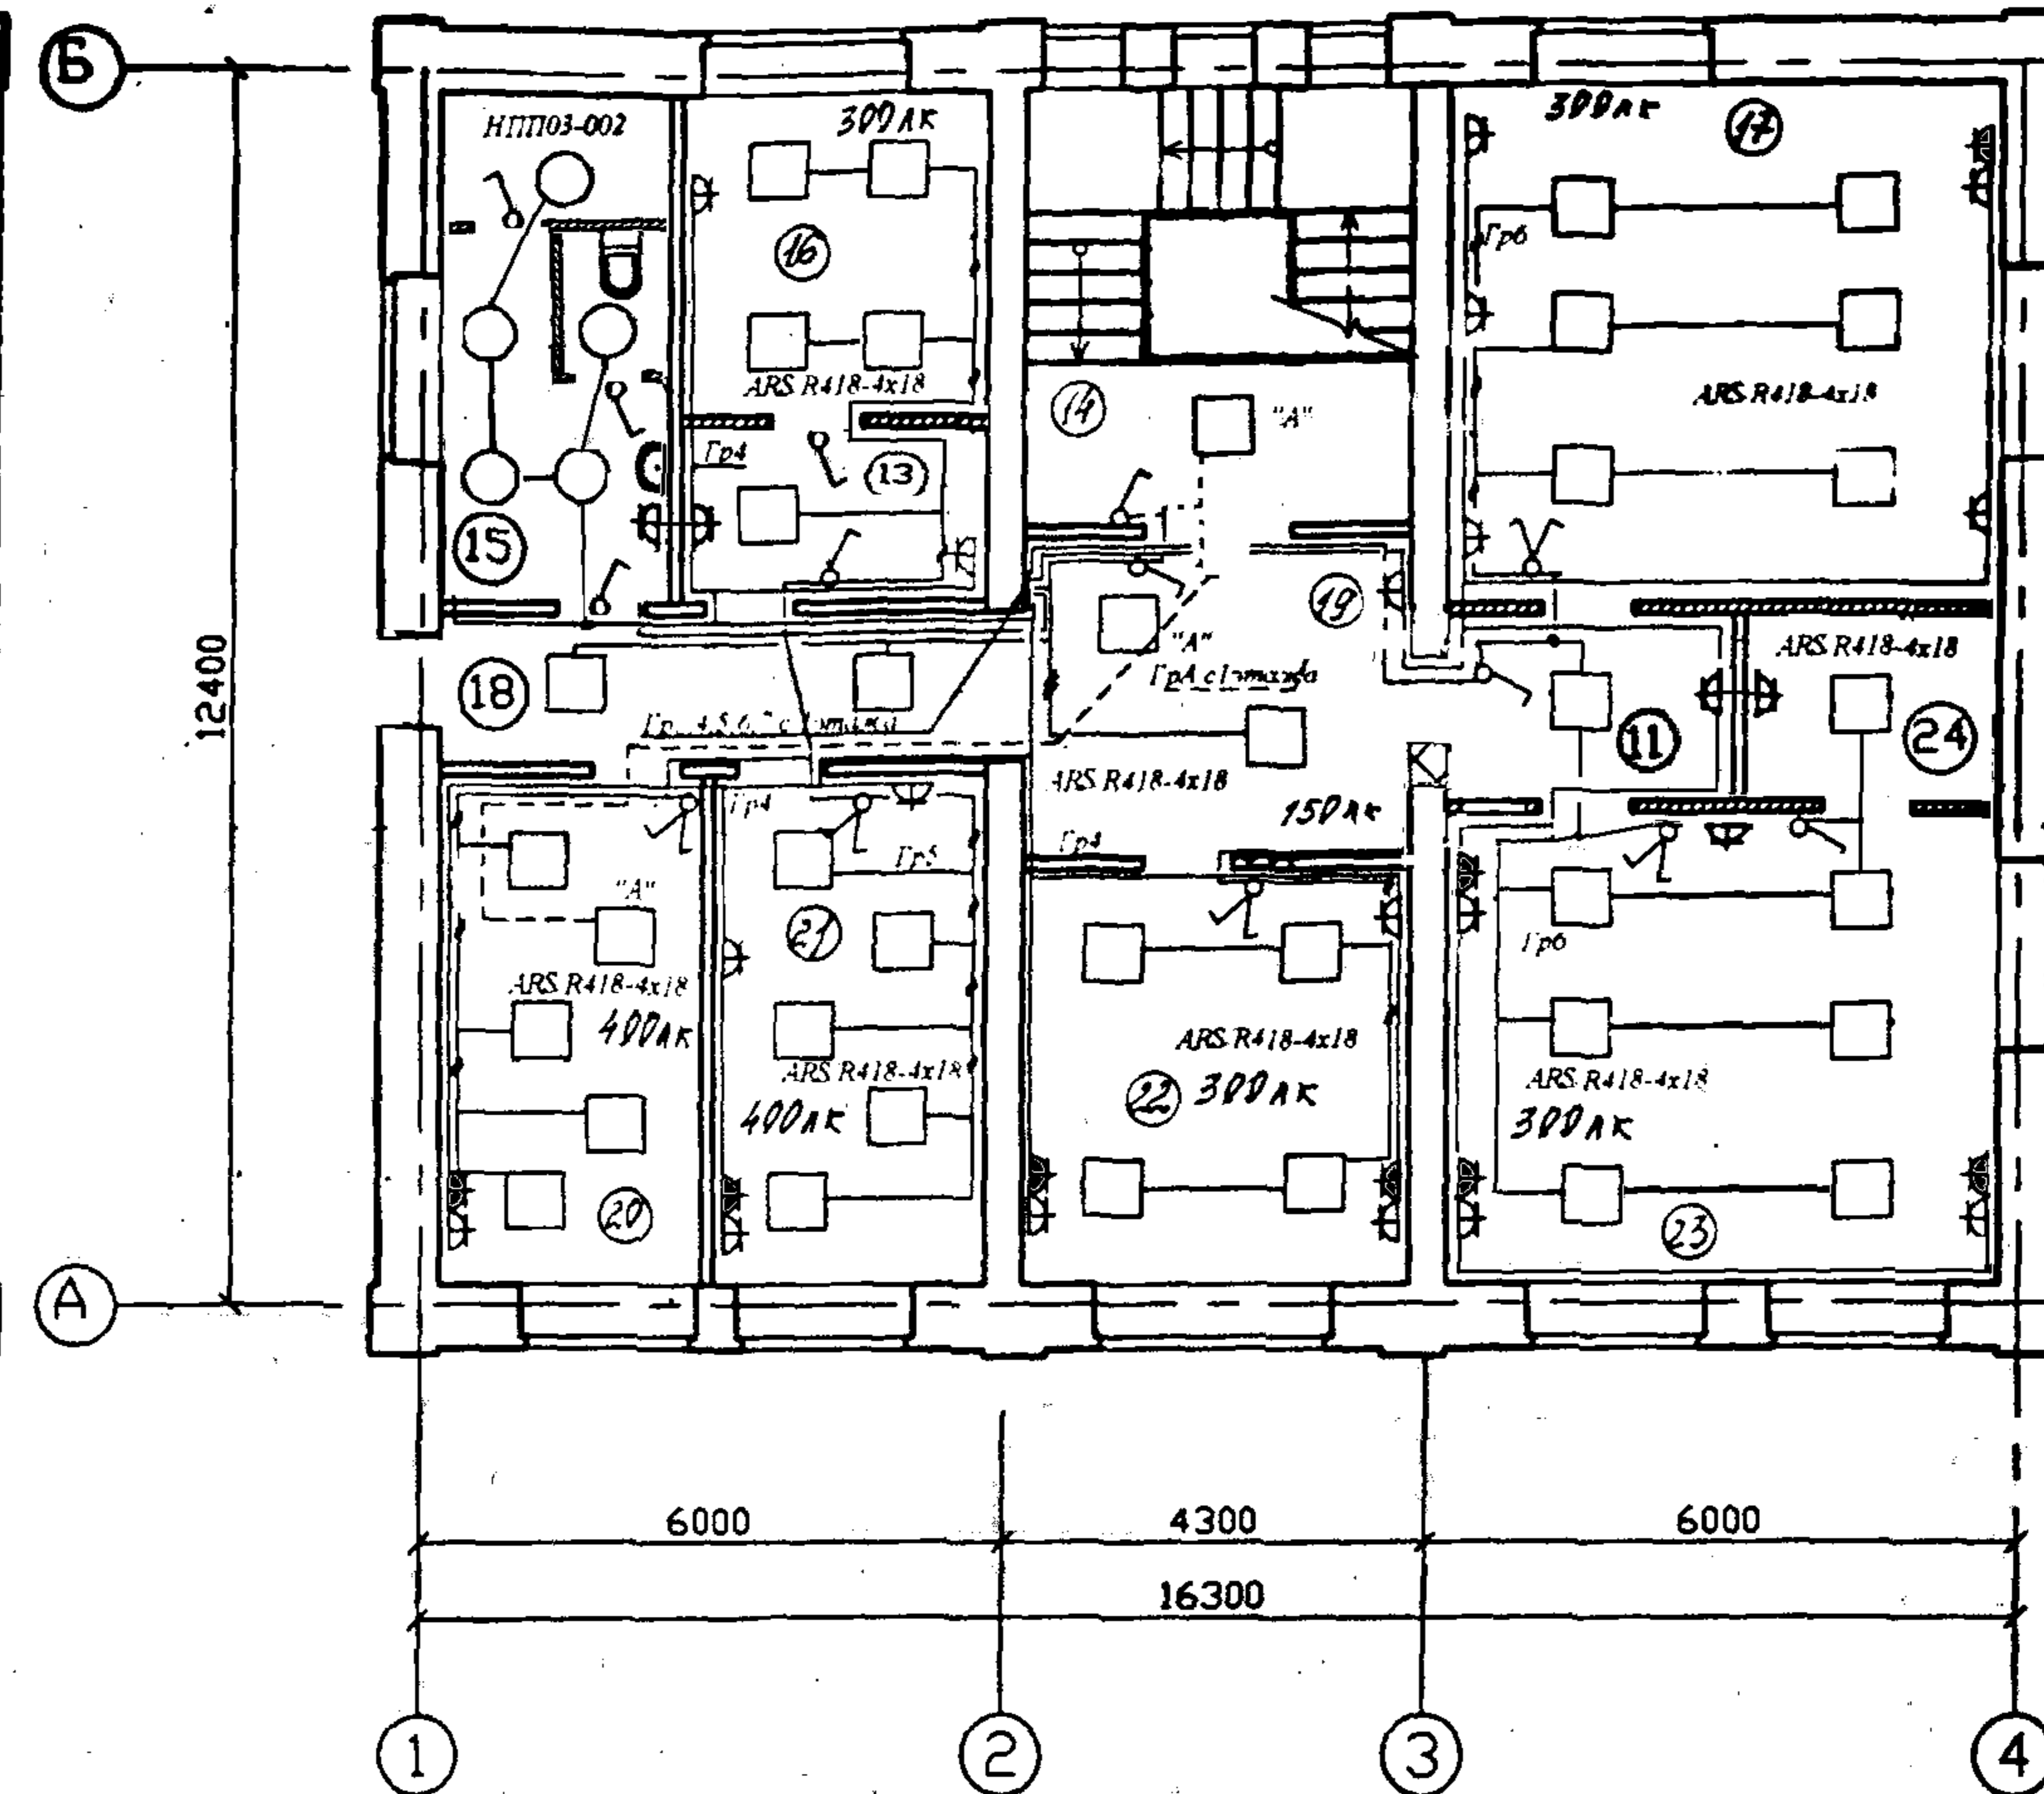 Б
НПП03-002
300лк
300лк
17
16
Гр6
ARS R418-4x18
ARS R418-4x18
14
"А"
Гр4
13
15
19
ARS R418-4x18
"А"
ГрА с1этажа
18
11
24
12400
ARS R418-4x18
Гр4
150лк
Гр4
Гр5
"А"
21
Гр6
ARS R418-4x18
400лк
ARS R418-4x18
ARS R418-4x18
ARS R418-4x18
22
300лк
400лк
300лк
20
23
А
6000
4300
6000
16300
1
2
3
4